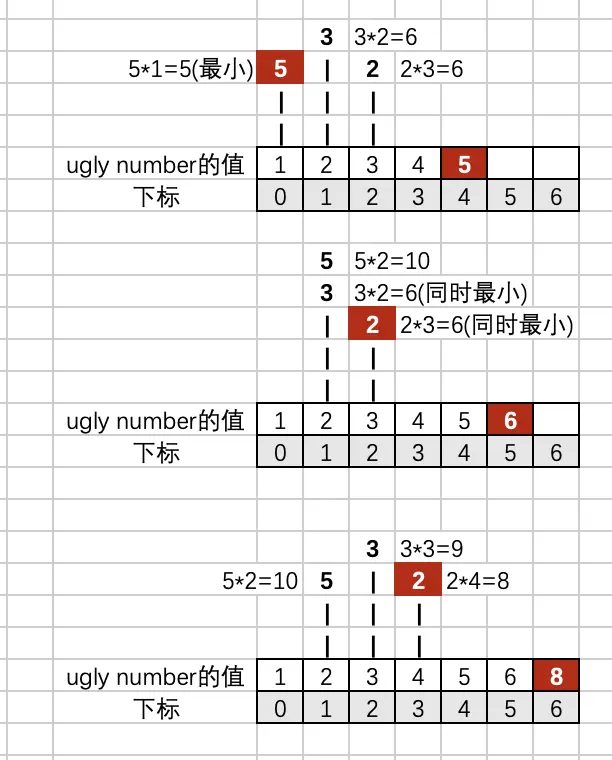 3 3*2=6
5*1=5(最小) 5 2 2*3=6
ugly number的值 1 2 3 4 5
下标 0 1 2 3 4 5 6
5 5*2=10
3 3*2=6(同时最小)
2 2*3=6(同时最小)
ugly number的值 1 2 3 4 5 6
下标 0 1 2 3 4 5 6
3 3*3=9
5*2=10 5 2 2*4=8
ugly number的值 1 2 3 4 5 6 8
下标 0 1 2 3 4 5 6